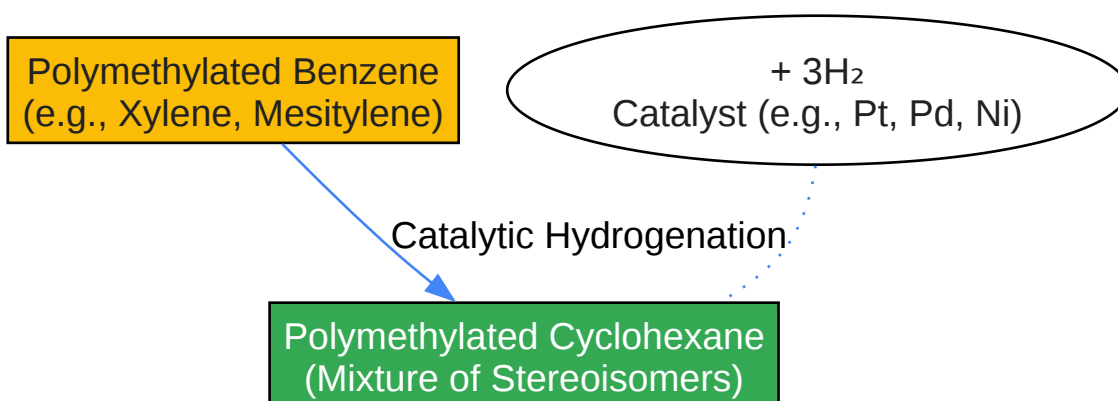 Polymethylated Benzene
(e.g., Xylene, Mesitylene)
+ 3H₂
Catalyst (e.g., Pt, Pd, Ni)
Catalytic Hydrogenation
Polymethylated Cyclohexane
(Mixture of Stereoisomers)